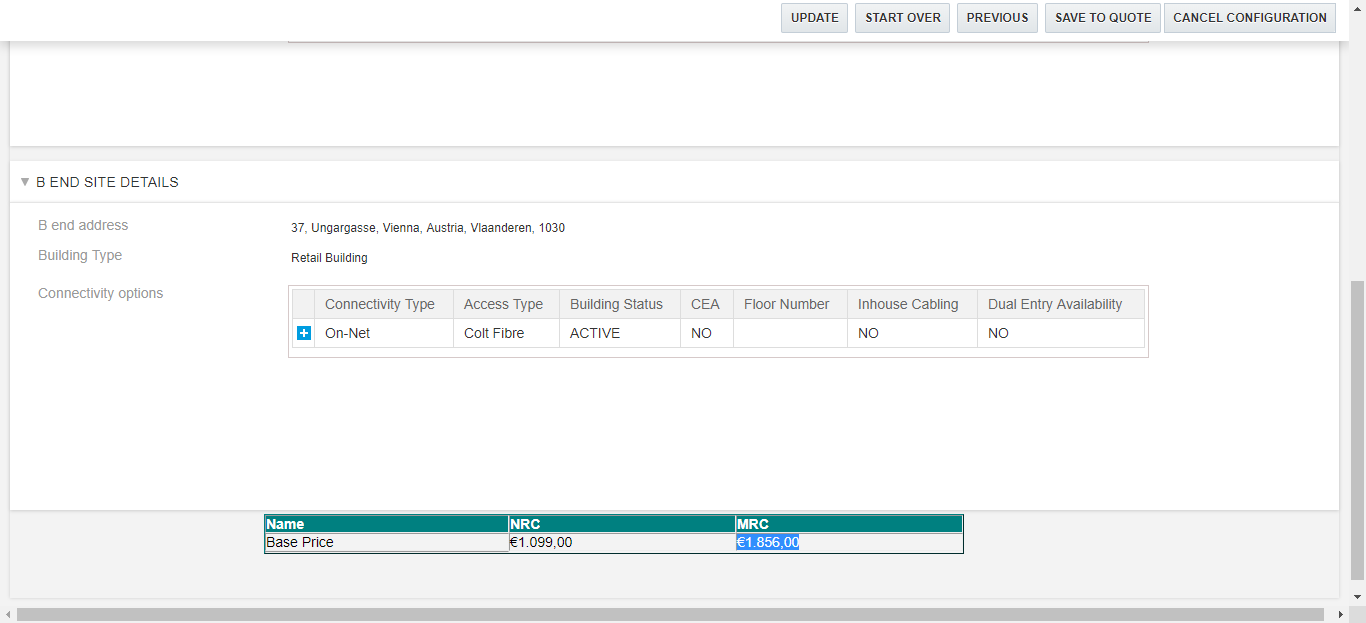 UPDATE START OVER PREVIOUS SAVE TO QUOTE CANCEL CONFIGURATION
B END SITE DETAILS
B end address 37, Ungargasse, Vienna, Austria, Vlaanderen, 1030
Building Type Retail Building
Connectivity options
Connectivity Type Access Type Building Status CEA Floor Number Inhouse Cabling Dual Entry Availability
On-Net Colt Fibre ACTIVE NO NO NO
Name NRC MRC
Base Price €1.099,00 €1.856,00